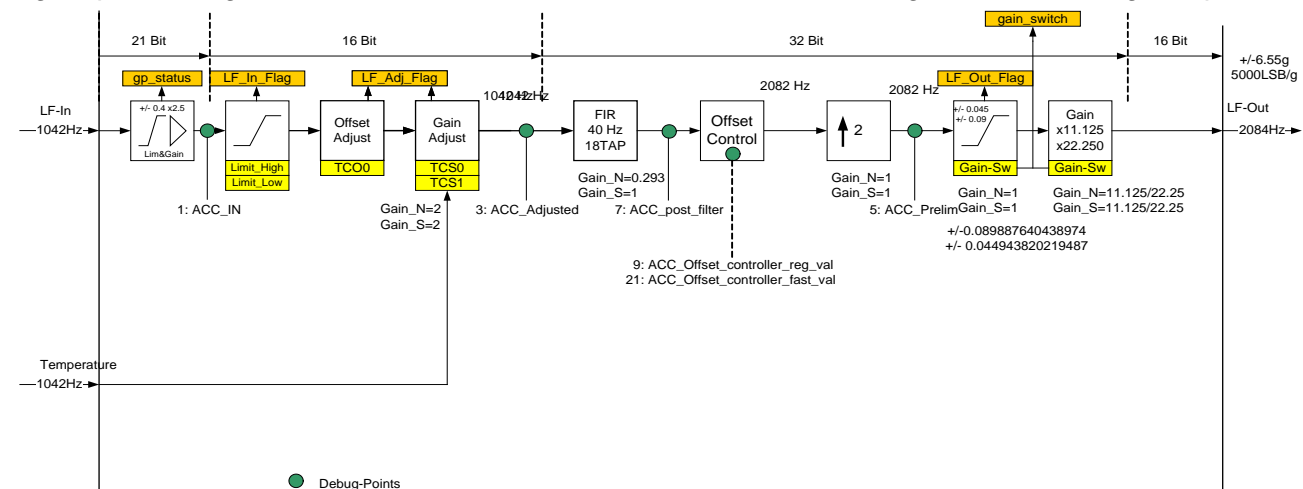 gain_switch
21 Bit
16 Bit
32 Bit
16 Bit
+/-6.55g
5000LSB/g
gp_status
LF_In_Flag
LF_Adj_Flag
LF_Out_Flag
LF-In
1042Hz
+/- 0.4 x2.5
Lim&Gain
Limit_High
Limit_Low
Offset
Adjust
TCO0
Gain
Adjust
TCS0
TCS1
FIR
40 Hz
18TAP
2082 Hz
Offset
Control
2
2082 Hz
+/- 0.045
+/- 0.09
Gain-Sw
Gain
x11.125
x22.250
Gain-Sw
LF-Out
2084Hz
1: ACC_IN
Gain_N=2
Gain_S=2
3: ACC_Adjusted
Gain_N=0.293
Gain_S=1
7: ACC_post_filter
Gain_N=1
Gain_S=1
5: ACC_Prelim
Gain_N=1
Gain_S=1
Gain_N=11.125/22.25
Gain_S=11.125/22.25
+/-0.089887640438974
+/- 0.044943820219487
9: ACC_Offset_controller_reg_val
21: ACC_Offset_controller_fast_val
Temperature
1042Hz
Debug-Points